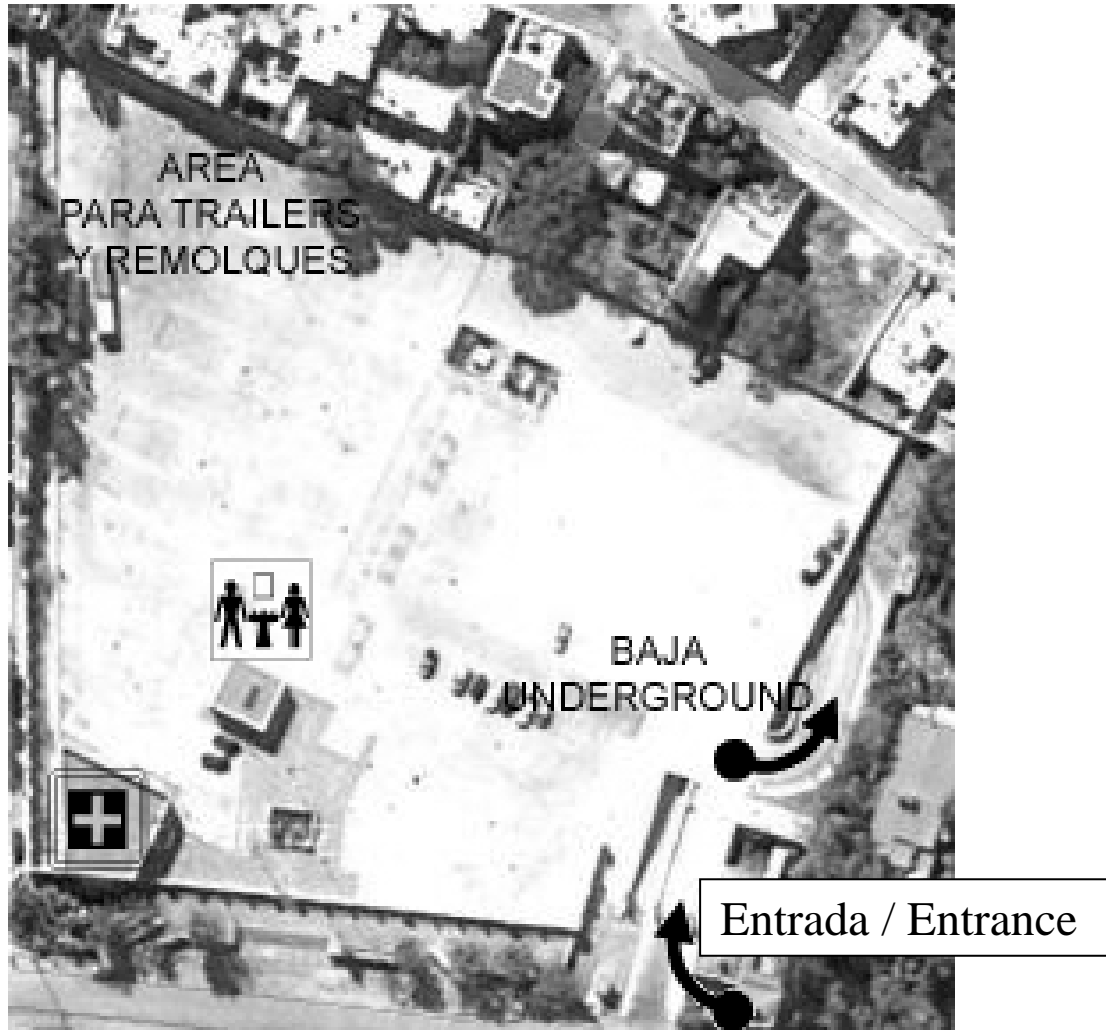 AREA
PARA TRAILERS
Y REMOLQUES
BAJA
UNDERGROUND
Entrada / Entrance